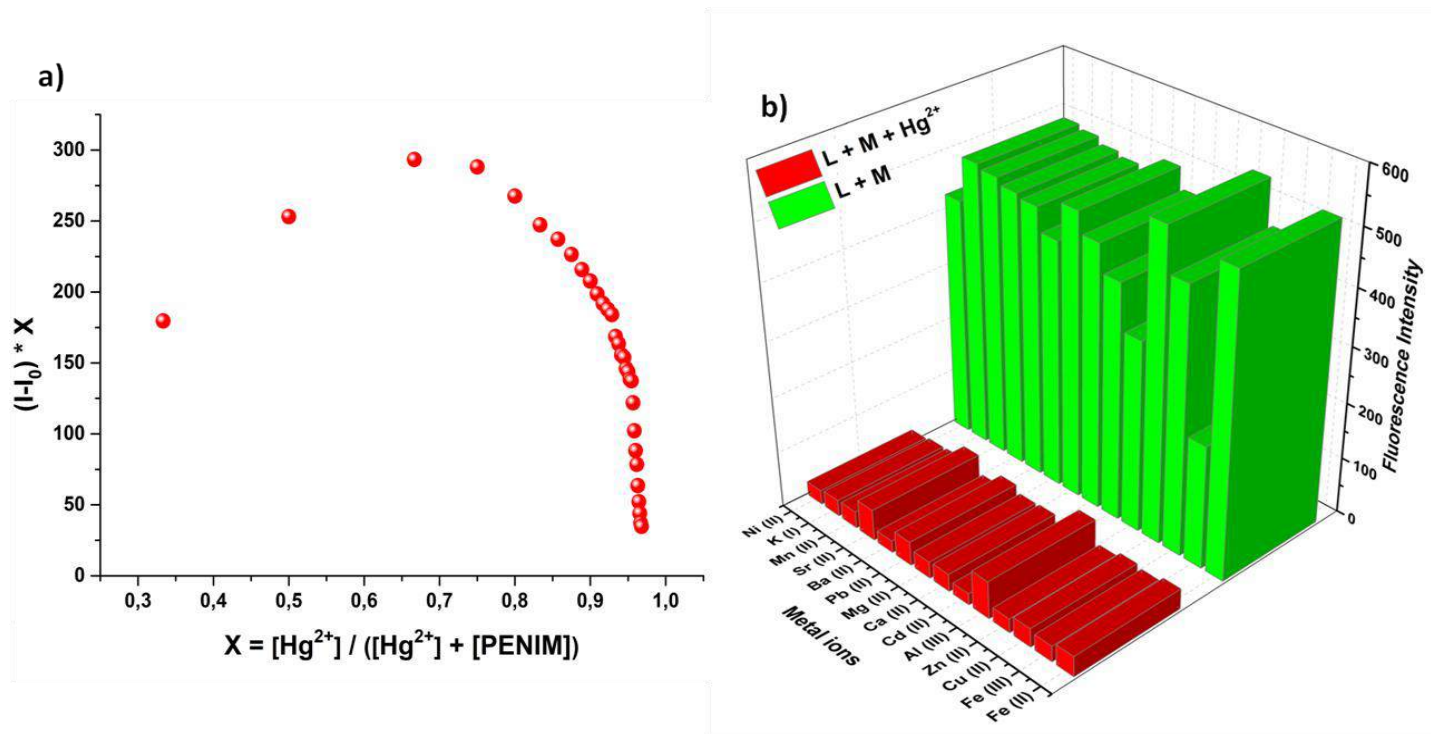 a)
300
250
200
150
100
50
0
(I-I₀) * X
0,3 0,4 0,5 0,6 0,7 0,8 0,9 1,0
X = [Hg²⁺] / ([Hg²⁺] + [PENIM])
b)
L + M + Hg²⁺
L + M
600
500
400
300
200
100
0
Fluorescence Intensity
Ni (II)
K (I)
Mn (II)
Sr (II)
Ba (II)
Pb (II)
Mg (II)
Ca (II)
Cd (II)
Al (III)
Zn (II)
Cu (II)
Fe (III)
Fe (II)
Metal ions